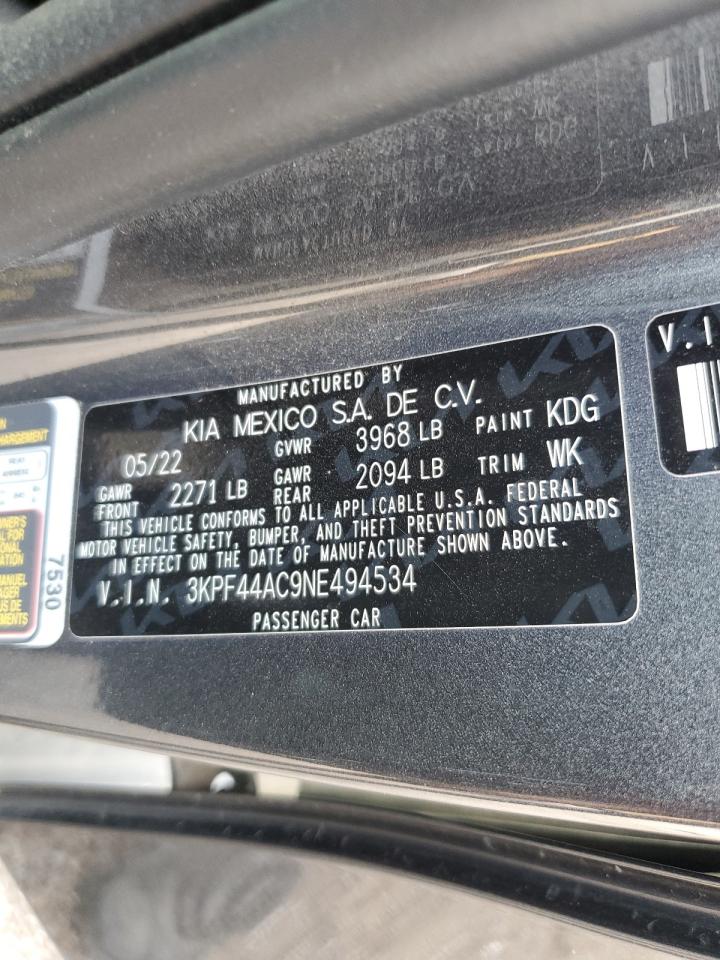 MANUFACTURED BY
KIA MEXICO S.A. DE C.V.
05/22 GVWR 3968 LB PAINT KDG
GAWR FRONT 2271 LB GAWR REAR 2094 LB TRIM WK
THIS VEHICLE CONFORMS TO ALL APPLICABLE U.S.A. FEDERAL
MOTOR VEHICLE SAFETY, BUMPER, AND THEFT PREVENTION STANDARDS
IN EFFECT ON THE DATE OF MANUFACTURE SHOWN ABOVE.
V.I.N. 3KPF44AC9NE494534
PASSENGER CAR
7530
V.I